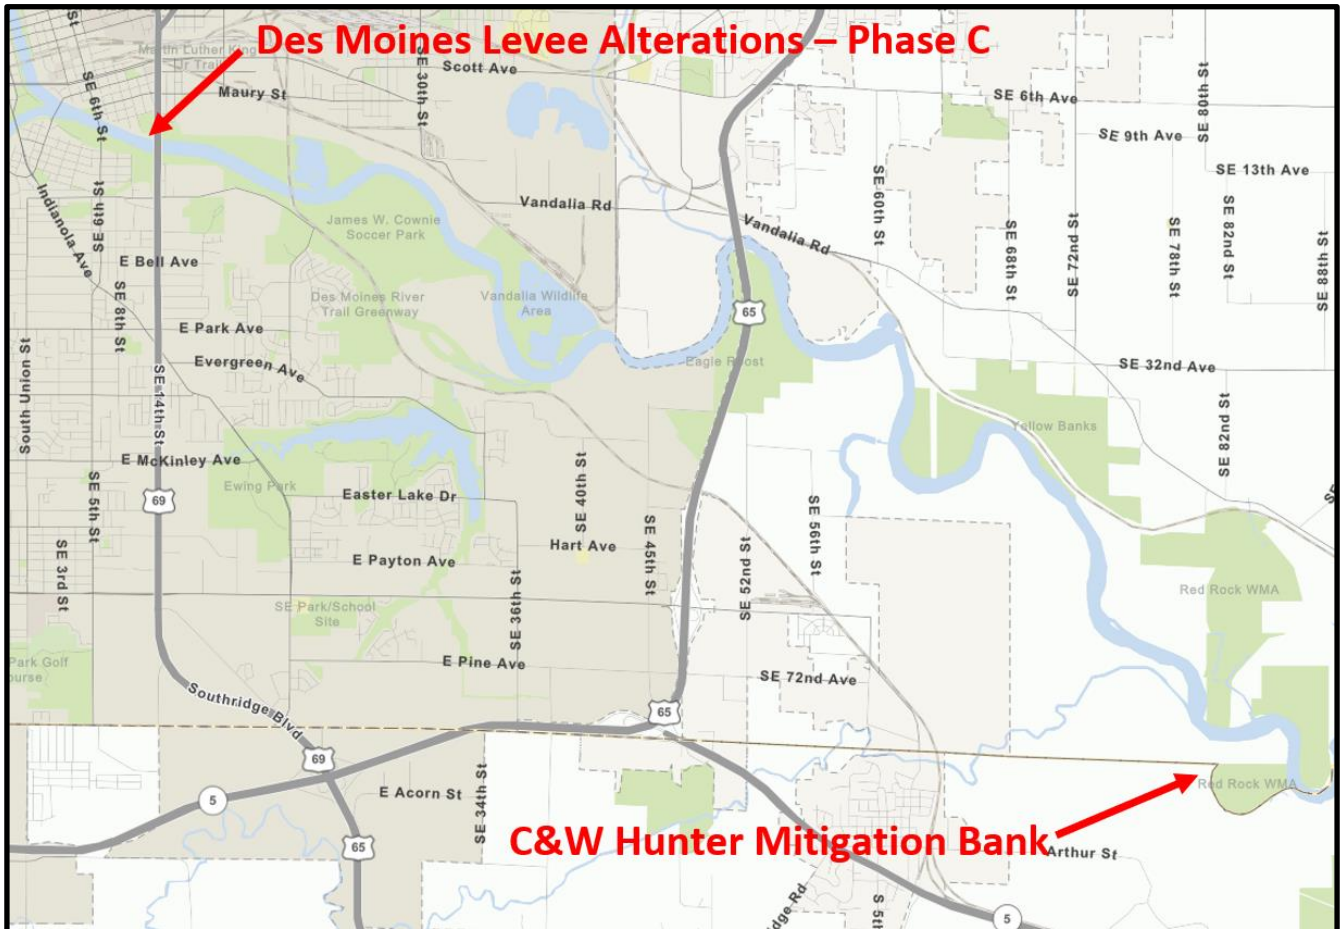 Des Moines Levee Alterations – Phase C
Martin Luther King
Jr Trail
SE 6th St
Maury St
SE 30th St
Scott Ave
SE 6th Ave
SE 9th Ave
SE 80th St
SE 13th Ave
Indianola Ave
SE 6th St
James W. Cownie
Soccer Park
Vandalia Rd
Vandalia Rd
SE 60th St
SE 68th St
SE 72nd St
SE 78th St
SE 82nd St
SE 88th St
E Bell Ave
SE 8th St
Des Moines River
Trail Greenway
Vandalia Wildlife
Area
65
E Park Ave
Evergreen Ave
Eagle Roost
SE 32nd Ave
South Union St
SE 14th St
SE 82nd St
Yellow Banks
E McKinley Ave
Ewing Park
SE 5th St
69
Easter Lake Dr
SE 40th St
Hart Ave
SE 45th St
SE 52nd St
SE 56th St
SE 3rd St
E Payton Ave
SE 36th St
SE Park/School
Site
Red Rock WMA
Park Golf
E Pine Ave
SE 72nd Ave
Southridge Blvd
65
69
5
E Acorn St
SE 34th St
Red Rock WMA
C&W Hunter Mitigation Bank
Arthur St
65
S 5th
5